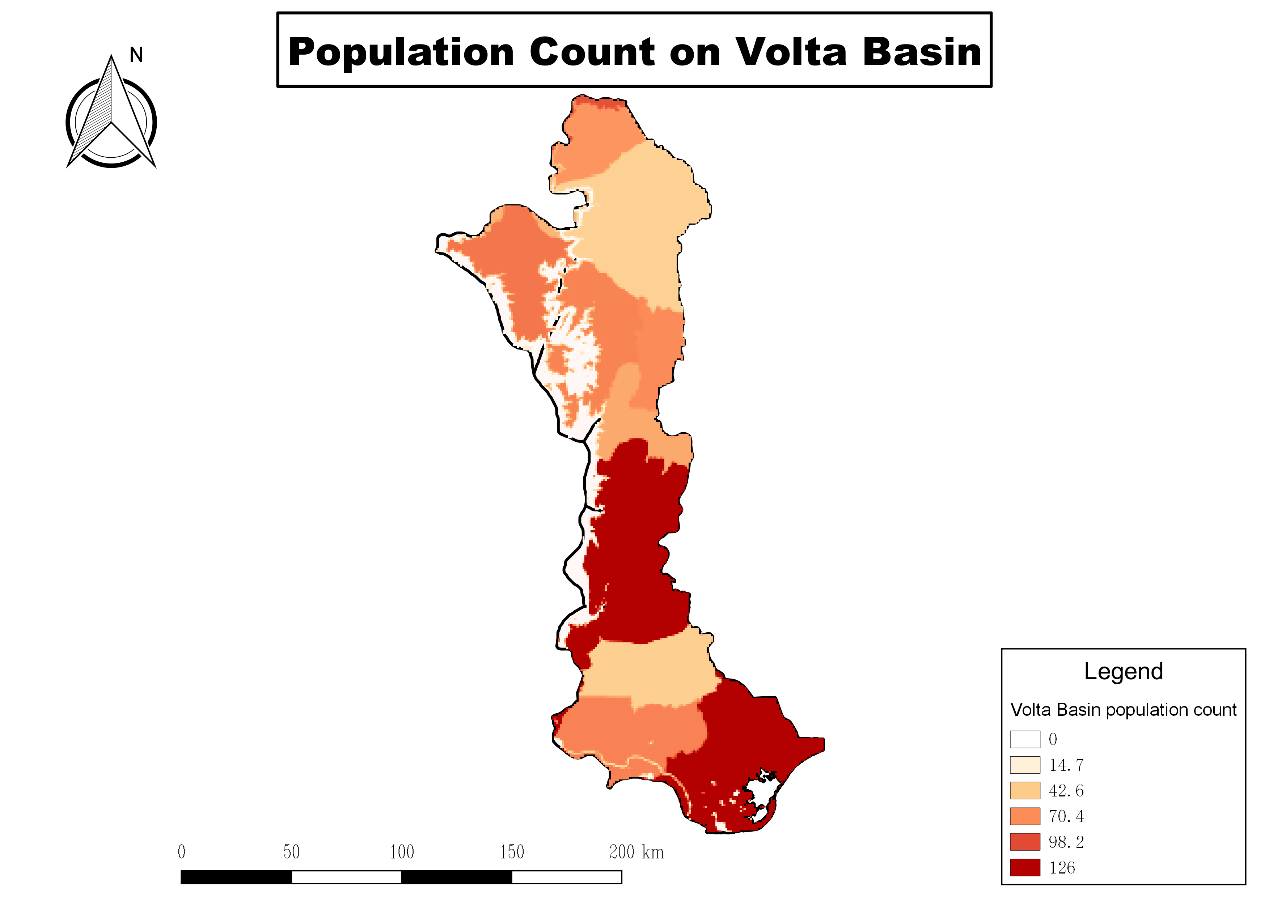 Population Count on Volta Basin
N
Legend
Volta Basin population count
0
14.7
42.6
70.4
98.2
126
0 50 100 150 200 km